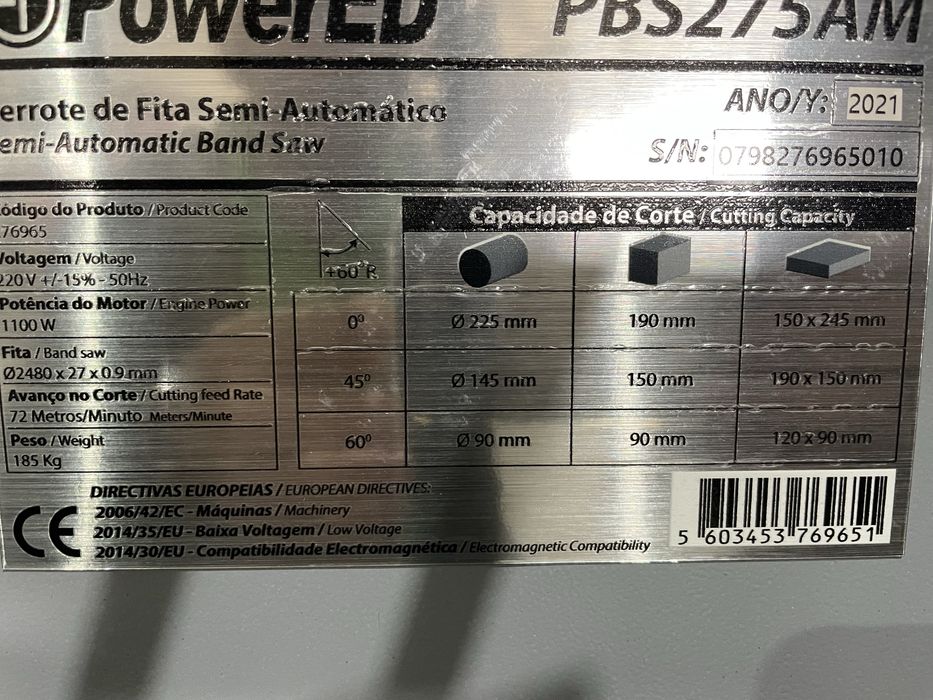 PowerED PBS275AM
errote de Fita Semi-Automático
emi-Automatic Band Saw
ANO/Y: 2021
S/N: 0798276965010
ódigo do Produto / Product Code
76965
Voltagem / Voltage
220 V +/-15% - 50Hz
Potência do Motor / Engine Power
1100 W
Fita / Band saw
Ø2480 x 27 x 0.9 mm
Avanço no Corte / Cutting feed Rate
72 Metros/Minuto Meters/Minute
Peso / Weight
185 Kg
+60º R
Capacidade de Corte / Cutting Capacity
0º Ø 225 mm 190 mm 150 x 245 mm
45º Ø 145 mm 150 mm 190 x 150 mm
60º Ø 90 mm 90 mm 120 x 90 mm
DIRECTIVAS EUROPEIAS / EUROPEAN DIRECTIVES:
2006/42/EC - Máquinas / Machinery
2014/35/EU - Baixa Voltagem / Low Voltage
2014/30/EU - Compatibilidade Electromagnética / Electromagnetic Compatibility
CE
5 603453 769651